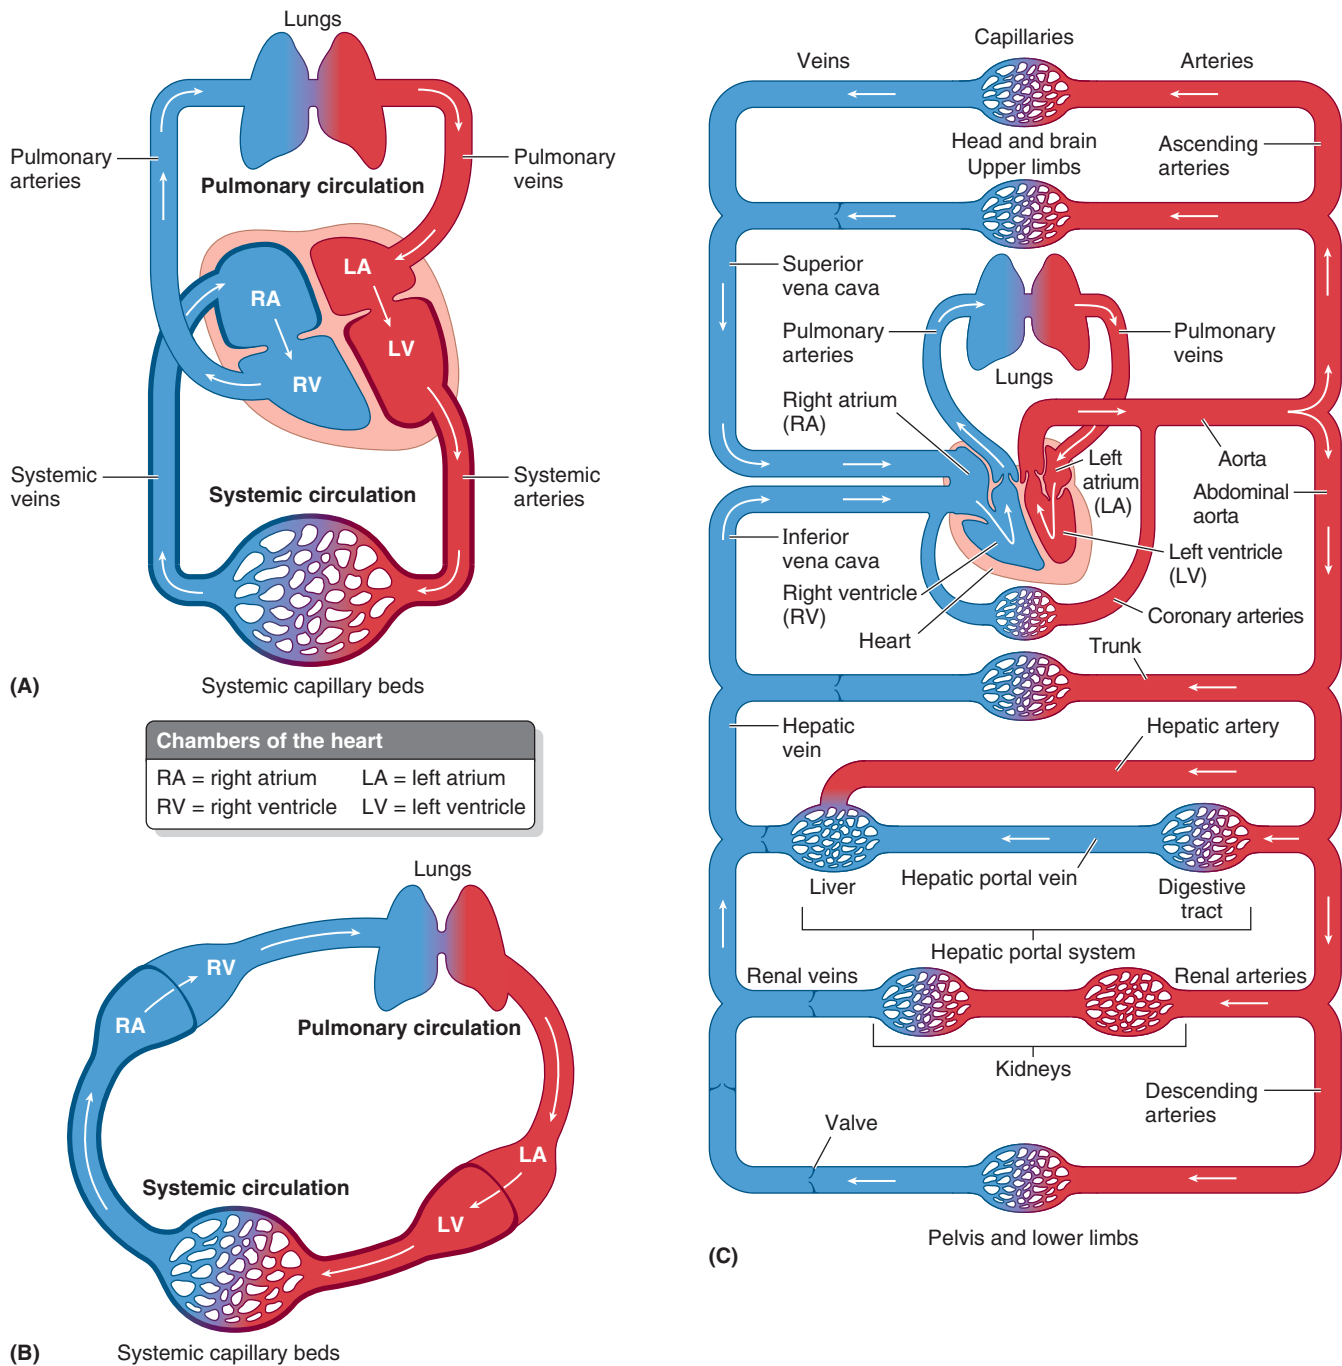 Lungs
Pulmonary
arteries
Pulmonary
veins
Pulmonary circulation
LA
RA
LV
RV
Systemic
veins
Systemic circulation
Systemic
arteries
(A)
Systemic capillary beds
Chambers of the heart
RA = right atrium LA = left atrium
RV = right ventricle LV = left ventricle
Lungs
RV
RA
Pulmonary circulation
LA
Systemic circulation
LV
(B)
Systemic capillary beds
Capillaries
Veins
Arteries
Head and brain
Upper limbs
Ascending
arteries
Superior
vena cava
Pulmonary
arteries
Pulmonary
veins
Lungs
Right atrium
(RA)
Left
atrium
(LA)
Aorta
Abdominal
aorta
Inferior
vena cava
Left ventricle
(LV)
Right ventricle
(RV)
Heart
Coronary arteries
Trunk
Hepatic
vein
Hepatic artery
Liver
Hepatic portal vein
Digestive
tract
Hepatic portal system
Renal veins
Renal arteries
Kidneys
Descending
arteries
Valve
Pelvis and lower limbs
(C)